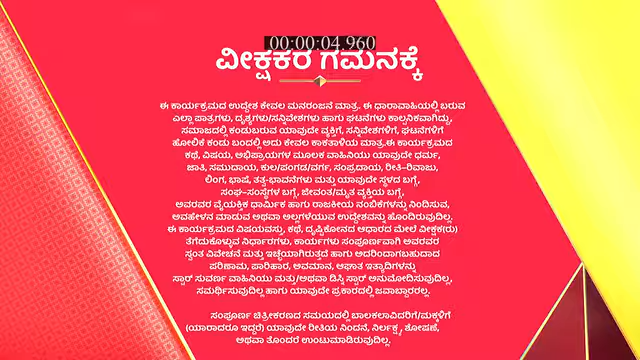 00:00:04.960
ವೀಕ್ಷಕರ ಗಮನಕ್ಕೆ
ಈ ಕಾರ್ಯಕ್ರಮದ ಉದ್ದೇಶ ಕೇವಲ ಮನರಂಜನೆ ಮಾತ್ರ. ಈ ಧಾರಾವಾಹಿಯಲ್ಲಿ ಬರುವ
ಎಲ್ಲಾ ಪಾತ್ರಗಳು, ದೃಶ್ಯಗಳು/ಸನ್ನಿವೇಶಗಳು ಹಾಗು ಘಟನೆಗಳು ಕಾಲ್ಪನಿಕವಾಗಿದ್ದು,
ಸಮಾಜದಲ್ಲಿ ಕಂಡುಬರುವ ಯಾವುದೇ ವ್ಯಕ್ತಿಗೆ, ಸನ್ನಿವೇಶಗಳಿಗೆ, ಘಟನೆಗಳಿಗೆ
ಹೋಲಿಕೆ ಕಂಡು ಬಂದಲ್ಲಿ ಅದು ಕೇವಲ ಕಾಕತಾಳಿಯ ಮಾತ್ರ.ಈ ಕಾರ್ಯಕ್ರಮದ
ಕಥೆ, ವಿಷಯ, ಅಭಿಪ್ರಾಯಗಳ ಮೂಲಕ ವಾಹಿನಿಯು ಯಾವುದೇ ಧರ್ಮ,
ಜಾತಿ, ಸಮುದಾಯ, ಕುಲ/ಪಂಗಡ/ವರ್ಗ, ಸಂಪ್ರದಾಯ, ರೀತಿ-ರಿವಾಜು,
ಲಿಂಗ, ಭಾಷೆ, ತತ್ವ-ಭಾವನೆಗಳು ಮತ್ತು ಯಾವುದೇ ಸ್ಥಳದ ಬಗ್ಗೆ,
ಸಂಘ-ಸಂಸ್ಥೆಗಳ ಬಗ್ಗೆ, ಜೀವಂತ/ಮೃತ ವ್ಯಕ್ತಿಯ ಬಗ್ಗೆ,
ಅವರವರ ವೈಯಕ್ತಿಕ ಧಾರ್ಮಿಕ ಹಾಗು ರಾಜಕೀಯ ನಂಬಿಕೆಗಳನ್ನು ನಿಂದಿಸುವ,
ಅವಹೇಳನ ಮಾಡುವ ಅಥವಾ ಅಲ್ಲಗಳೆಯುವ ಉದ್ದೇಶವನ್ನು ಹೊಂದಿರುವುದಿಲ್ಲ.
ಈ ಕಾರ್ಯಕ್ರಮದ ವಿಷಯವಸ್ತು, ಕಥೆ, ದೃಷ್ಠಿಕೋನದ ಆಧಾರದ ಮೇಲೆ ವೀಕ್ಷಕ(ರು)
ತೆಗೆದುಕೊಳ್ಳುವ ನಿರ್ಧಾರಗಳು, ಕಾರ್ಯಗಳು ಸಂಪೂರ್ಣವಾಗಿ ಅವರವರ
ಸ್ವಂತ ವಿವೇಚನೆ ಮತ್ತು ಇಚ್ಛೆಯಾಗಿರುತ್ತದೆ ಹಾಗು ಅದರಿಂದಾಗಬಹುದಾದ
ಪರಿಣಾಮ, ಪಾರಿಹಾರ, ಅವಮಾನ, ಆಘಾತ ಇತ್ಯಾದಿಗಳನ್ನು
ಸ್ಟಾರ್ ಸುವರ್ಣ ವಾಹಿನಿಯು ಮತ್ತು/ಅಥವಾ ಡಿಸ್ನಿ ಸ್ಟಾರ್ ಅನುಮೋದಿಸುವುದಿಲ್ಲ,
ಸಮರ್ಥಿಸುವುದಿಲ್ಲ ಹಾಗು ಯಾವುದೇ ಪ್ರಕಾರದಲ್ಲಿ ಜವಾಬ್ದಾರರಲ್ಲ.
ಸಂಪೂರ್ಣ ಚಿತ್ರೀಕರಣದ ಸಮಯದಲ್ಲಿ ಬಾಲಕಲಾವಿದರಿಗೆ/ಮಕ್ಕಳಿಗೆ
(ಯಾರಾದರೂ ಇದ್ದರೆ) ಯಾವುದೇ ರೀತಿಯ ನಿಂದನೆ, ನಿರ್ಲಕ್ಷ್ಯ, ಶೋಷಣೆ,
ಅಥವಾ ತೊಂದರೆ ಉಂಟುಮಾಡಿರುವುದಿಲ್ಲ.